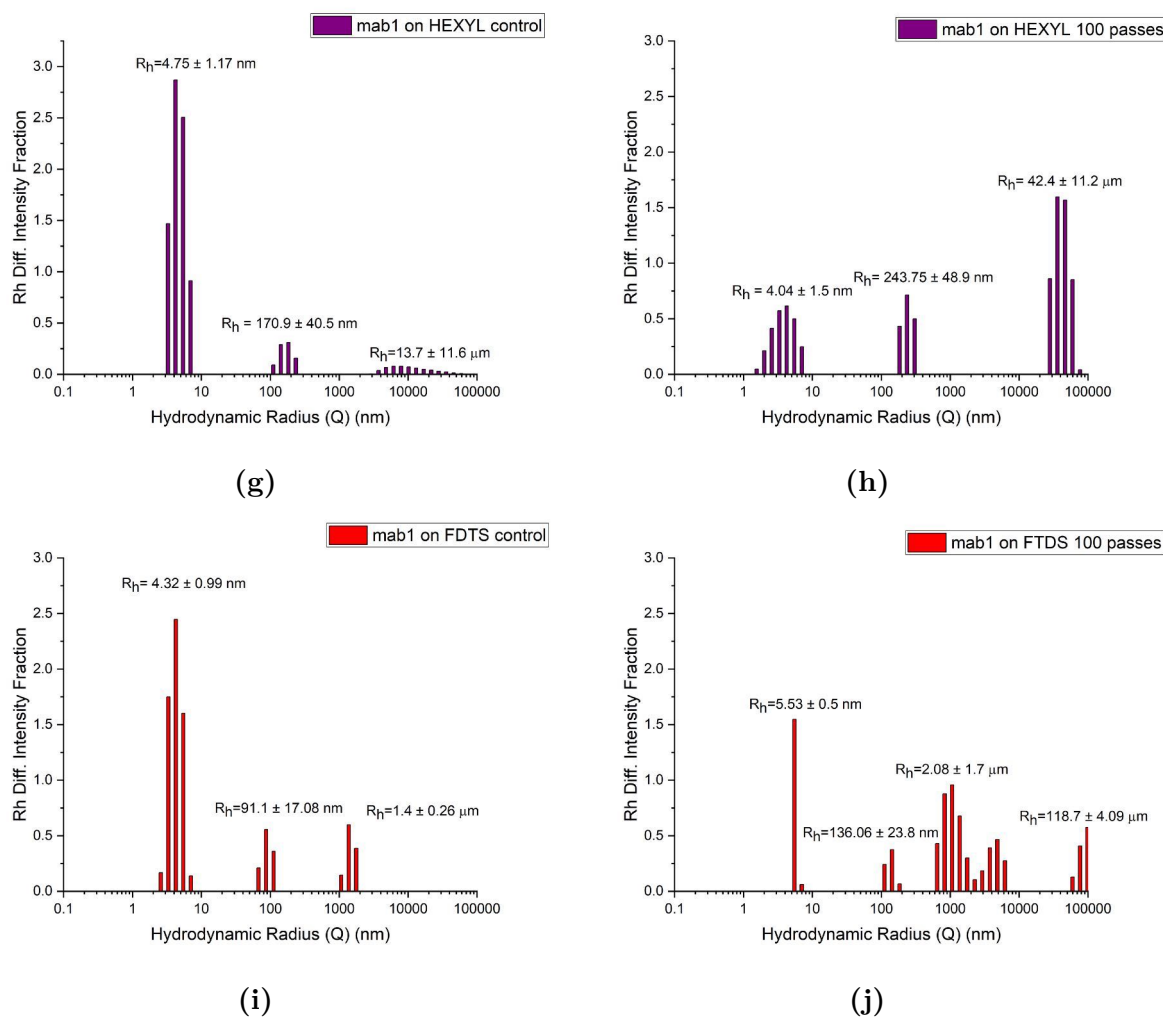 mab1 on HEXYL control
Rh= 4.75 ± 1.17 nm
Rh = 170.9 ± 40.5 nm
Rh=13.7 ± 11.6 μm
Rh Diff. Intensity Fraction
3.0
2.5
2.0
1.5
1.0
0.5
0.0
0.1 1 10 100 1000 10000 100000
Hydrodynamic Radius (Q) (nm)
(g)
mab1 on HEXYL 100 passes
Rh= 42.4 ± 11.2 μm
Rh = 243.75 ± 48.9 nm
Rh = 4.04 ± 1.5 nm
Rh Diff. Intensity Fraction
3.0
2.5
2.0
1.5
1.0
0.5
0.0
0.1 1 10 100 1000 10000 100000
Hydrodynamic Radius (Q) (nm)
(h)
mab1 on FDTS control
Rh= 4.32 ± 0.99 nm
Rh=91.1 ± 17.08 nm
Rh=1.4 ± 0.26 μm
Rh Diff. Intensity Fraction
3.0
2.5
2.0
1.5
1.0
0.5
0.0
0.1 1 10 100 1000 10000 100000
Hydrodynamic Radius (Q) (nm)
(i)
mab1 on FTDS 100 passes
Rh=5.53 ± 0.5 nm
Rh=2.08 ± 1.7 μm
Rh=136.06 ± 23.8 nm
Rh=118.7 ± 4.09 μm
Rh Diff. Intensity Fraction
3.0
2.5
2.0
1.5
1.0
0.5
0.0
0.1 1 10 100 1000 10000 100000
Hydrodynamic Radius (Q) (nm)
(j)